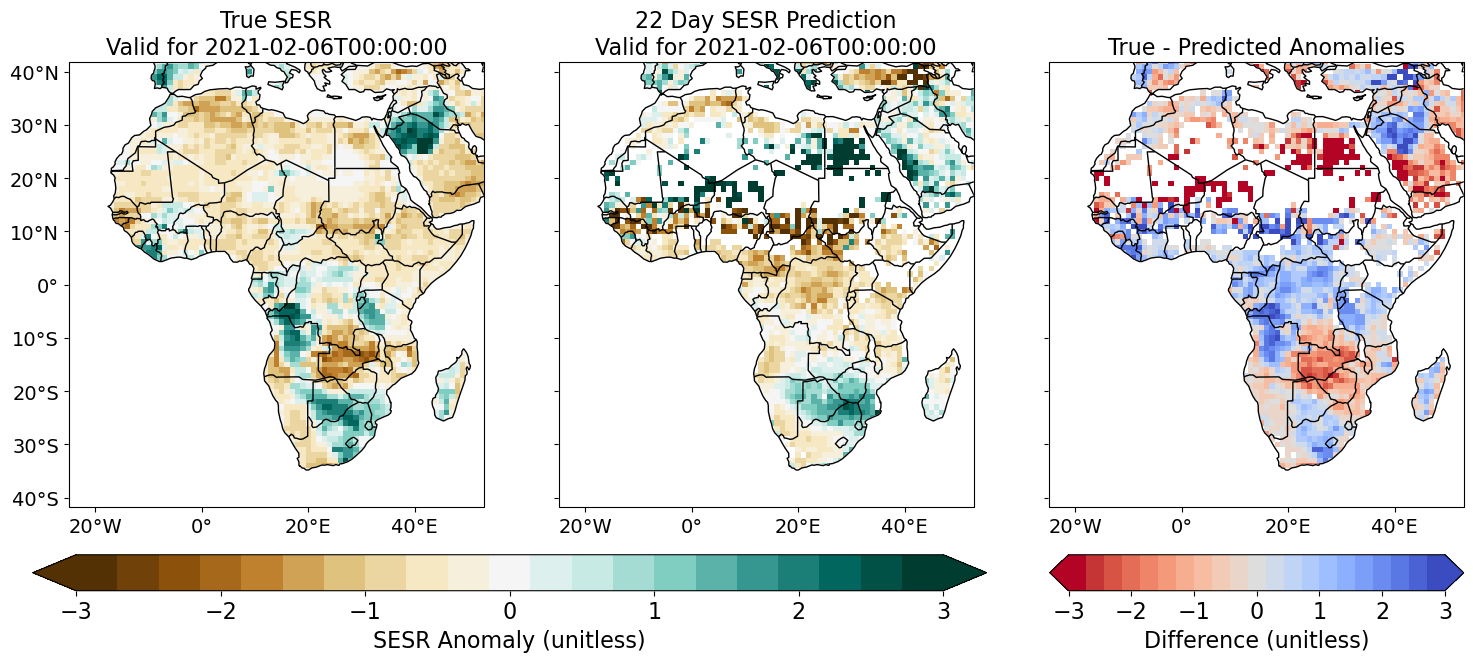 True SESR
Valid for 2021-02-06T00:00:00
22 Day SESR Prediction
Valid for 2021-02-06T00:00:00
True - Predicted Anomalies
40°N
30°N
20°N
10°N
0°
10°S
20°S
30°S
40°S
20°W 0° 20°E 40°E
20°W 0° 20°E 40°E
20°W 0° 20°E 40°E
−3 −2 −1 0 1 2 3
SESR Anomaly (unitless)
−3 −2 −1 0 1 2 3
Difference (unitless)